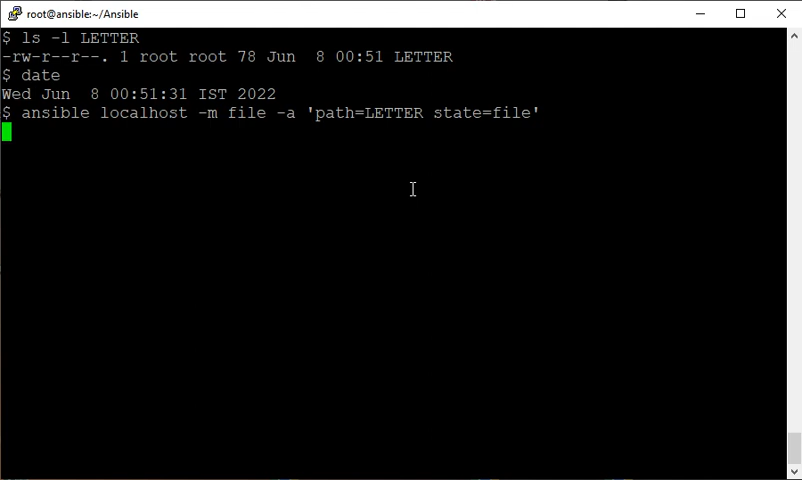 root@ansible:~/Ansible
$ ls -l LETTER
-rw-r--r--. 1 root root 78 Jun  8 00:51 LETTER
$ date
Wed Jun  8 00:51:31 IST 2022
$ ansible localhost -m file -a 'path=LETTER state=file'